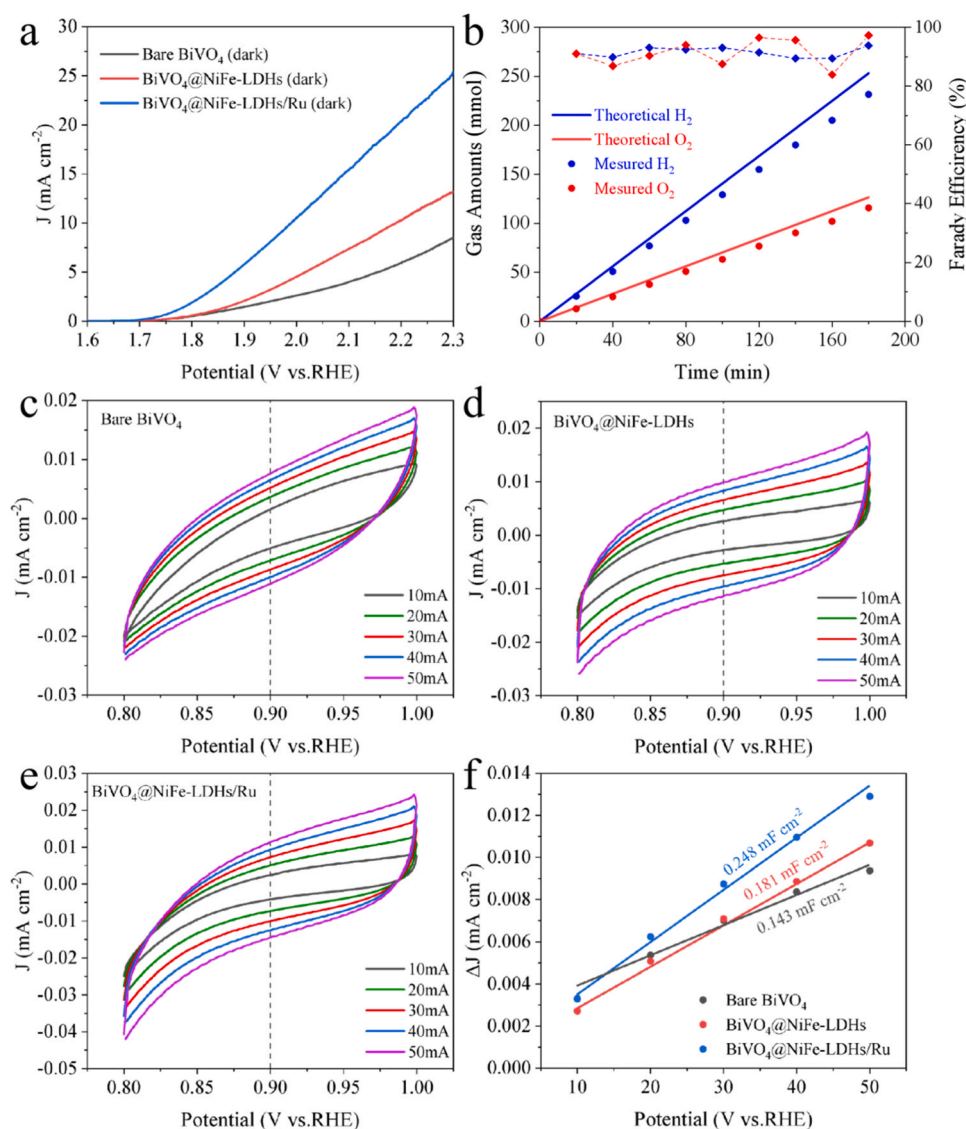 a
30
25
20
15
10
5
0
J (mA cm-2)
Bare BiVO4 (dark)
BiVO4@NiFe-LDHs (dark)
BiVO4@NiFe-LDHs/Ru (dark)
1.6 1.7 1.8 1.9 2.0 2.1 2.2 2.3
Potential (V vs.RHE)
b
300
250
200
150
100
50
0
Gas Amounts (mmol)
Theoretical H2
Theoretical O2
Mesured H2
Mesured O2
100
80
60
40
20
0
Farady Efficirency (%)
0 40 80 120 160 200
Time (min)
c
0.02
0.01
0.00
-0.01
-0.02
-0.03
J (mA cm-2)
Bare BiVO4
10mA
20mA
30mA
40mA
50mA
0.80 0.85 0.90 0.95 1.00
Potential (V vs.RHE)
d
0.02
0.01
0.00
-0.01
-0.02
-0.03
J (mA cm-2)
BiVO4@NiFe-LDHs
10mA
20mA
30mA
40mA
50mA
0.80 0.85 0.90 0.95 1.00
Potential (V vs.RHE)
e
0.03
0.02
0.01
0.00
-0.01
-0.02
-0.03
-0.04
-0.05
J (mA cm-2)
BiVO4@NiFe-LDHs/Ru
10mA
20mA
30mA
40mA
50mA
0.80 0.85 0.90 0.95 1.00
Potential (V vs.RHE)
f
0.014
0.012
0.010
0.008
0.006
0.004
0.002
0.000
ΔJ (mA cm-2)
0.248 mF cm-2
0.181 mF cm-2
0.143 mF cm-2
Bare BiVO4
BiVO4@NiFe-LDHs
BiVO4@NiFe-LDHs/Ru
10 20 30 40 50
Potential (V vs.RHE)